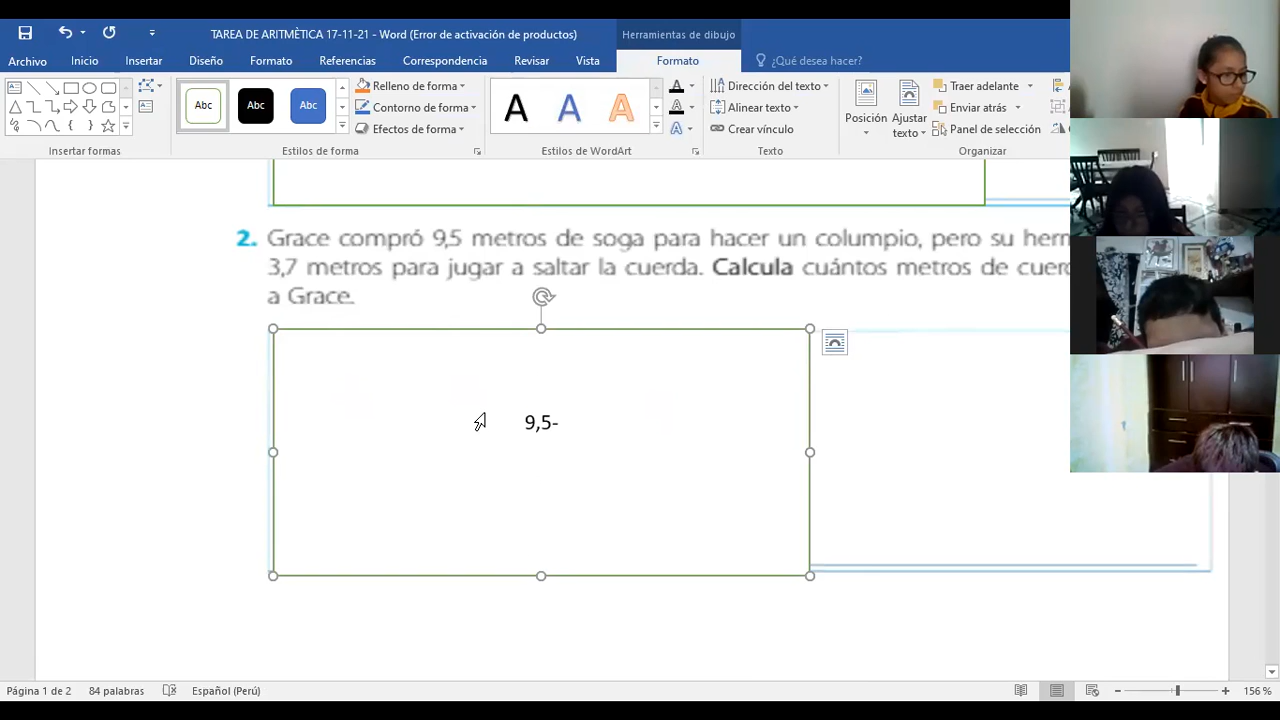 TAREA DE ARITMÈTICA 17-11-21 - Word (Error de activación de productos)
Herramientas de dibujo
Archivo Inicio Insertar Diseño Formato Referencias Correspondencia Revisar Vista Formato ¿Qué desea hacer?
Abc Abc Abc
Relleno de forma
Contorno de forma
Efectos de forma
A A A
Dirección del texto
Alinear texto
Crear vínculo
Posición
Ajustar texto
Traer adelante
Enviar atrás
Panel de selección
Insertar formas Estilos de forma Estilos de WordArt Texto Organizar
2. Grace compró 9,5 metros de soga para hacer un columpio, pero su
3,7 metros para jugar a saltar la cuerda. Calcula cuántos metros de
a Grace.
9,5-
Página 1 de 2 84 palabras Español (Perú) 156 %